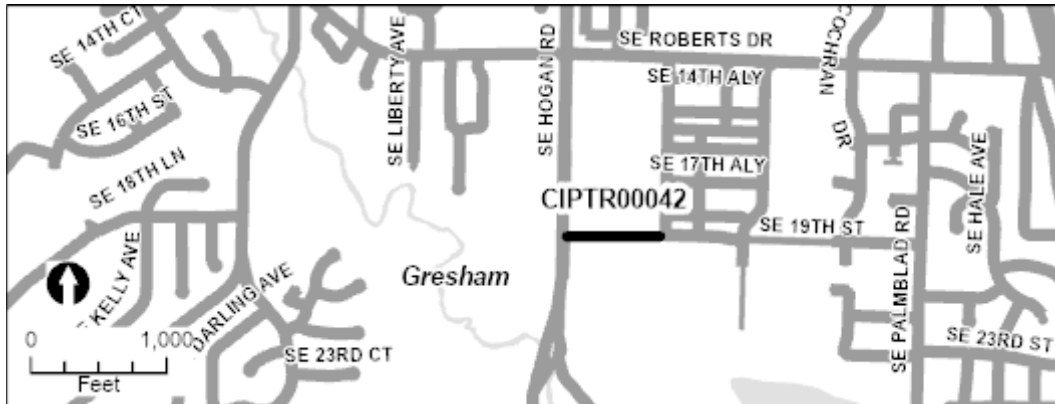 SE 14TH CT
SE 16TH ST
SE 18TH LN
SE LIBERTY AVE
SE HOGAN RD
SE ROBERTS DR
SE 14TH ALY
SE 17TH ALY
COCHRAN
DR
CIPTR00042
SE 19TH ST
SE HALE AVE
SE PALMBLAD RD
SE 23RD ST
Gresham
KELLY AVE
DARLING AVE
SE 23RD CT
0 1,000
Feet